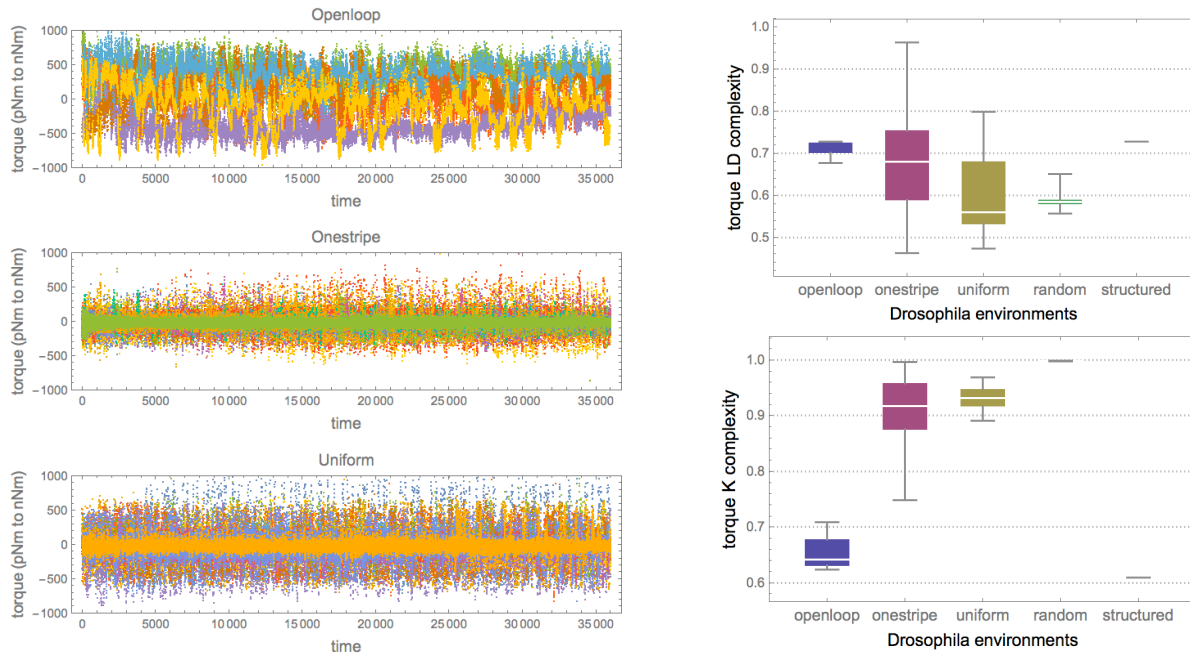 Openloop
1000
500
0
−500
−1000
torque (pNm to nNm)
0 5000 10 000 15 000 20 000 25 000 30 000 35 000
time
Onestripe
1000
500
0
−500
−1000
torque (pNm to nNm)
0 5000 10 000 15 000 20 000 25 000 30 000 35 000
time
Uniform
1000
500
0
−500
−1000
torque (pNm to nNm)
0 5000 10 000 15 000 20 000 25 000 30 000 35 000
time
1.0
0.9
0.8
0.7
0.6
0.5
torque LD complexity
openloop onestripe uniform random structured
Drosophila environments
1.0
0.9
0.8
0.7
0.6
torque K complexity
openloop onestripe uniform random structured
Drosophila environments